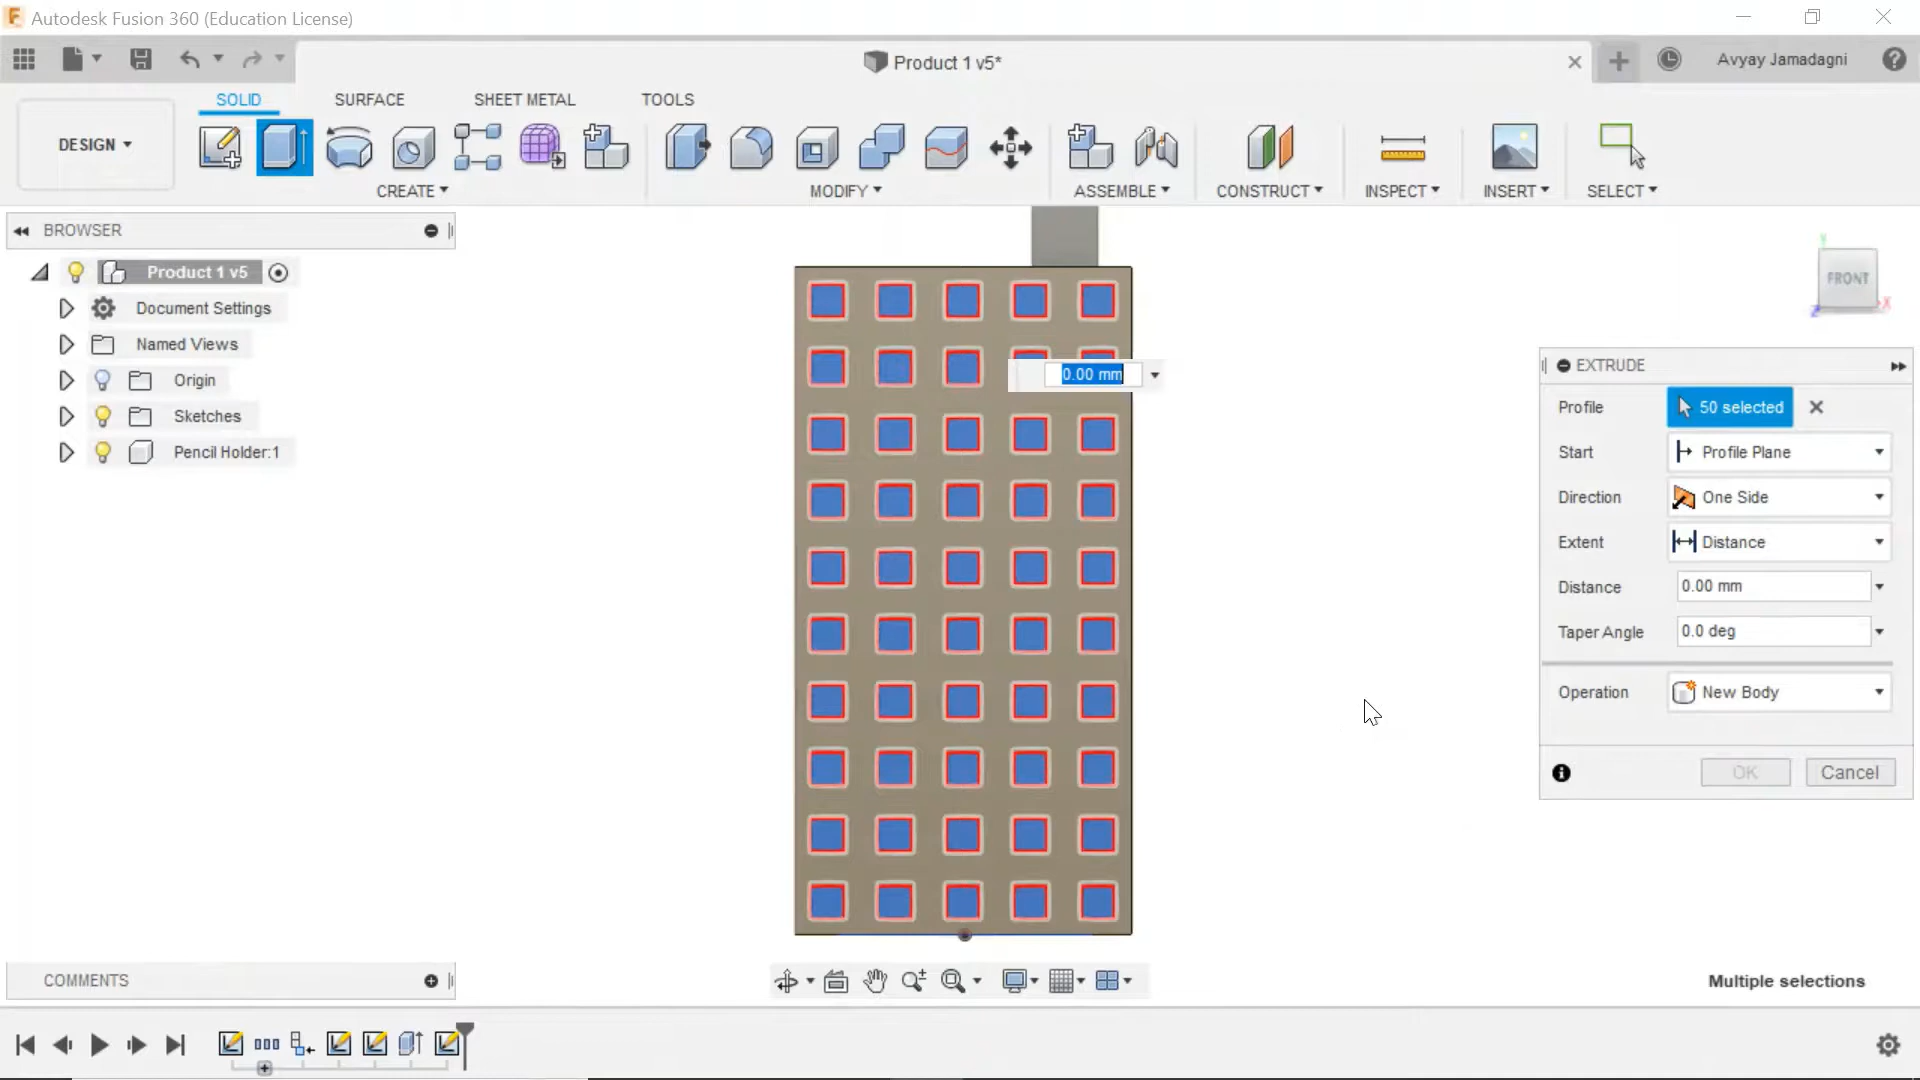 Autodesk Fusion 360 (Education License)
Product 1 v5*
Avyay Jamadagni
SOLID SURFACE SHEET METAL TOOLS
DESIGN
CREATE MODIFY ASSEMBLE CONSTRUCT INSPECT INSERT SELECT
BROWSER
Product 1 v5
Document Settings
Named Views
Origin
Sketches
Pencil Holder:1
0.00 mm
Y
FRONT
X
Z
EXTRUDE
Profile 50 selected
Start Profile Plane
Direction One Side
Extent Distance
Distance 0.00 mm
Taper Angle 0.0 deg
Operation New Body
OK Cancel
COMMENTS
Multiple selections